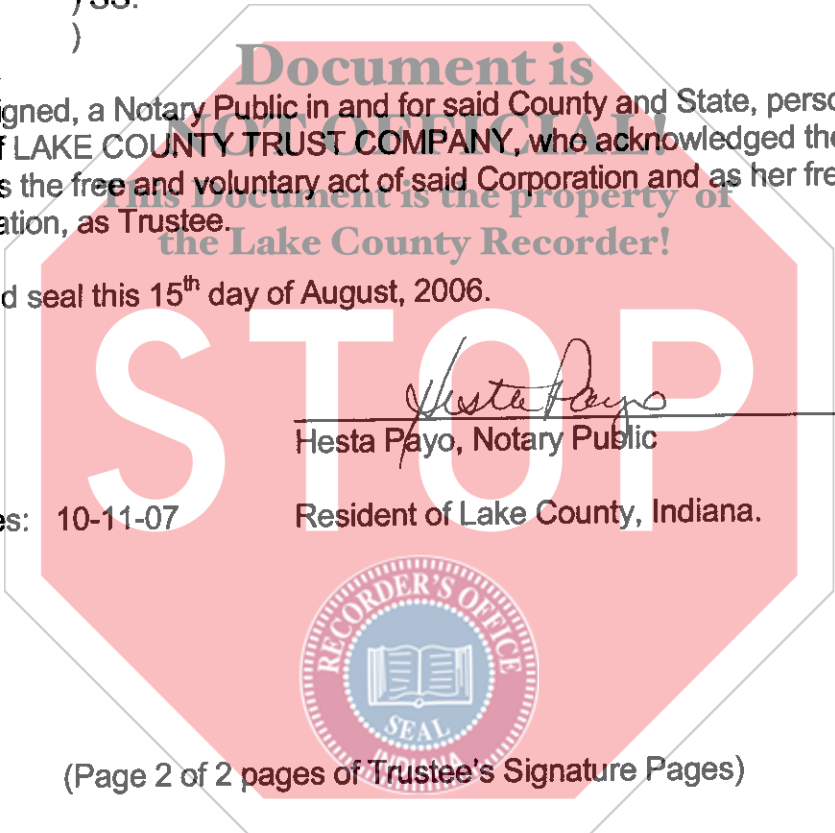 ) SS:
)
Document is
igned, a Notary Public in and for said County and State, perso
NOT OFFICIAL!
f LAKE COUNTY TRUST COMPANY, who acknowledged the
s the free and voluntary act of said Corporation and as her fre
This Document is the property of
ation, as Trustee.
the Lake County Recorder!
d seal this 15th day of August, 2006.
STOP
Hesta Payo
Hesta Payo, Notary Public
es: 10-11-07 Resident of Lake County, Indiana.
RECORDER'S OFFICE
SEAL
INDIANA
(Page 2 of 2 pages of Trustee's Signature Pages)